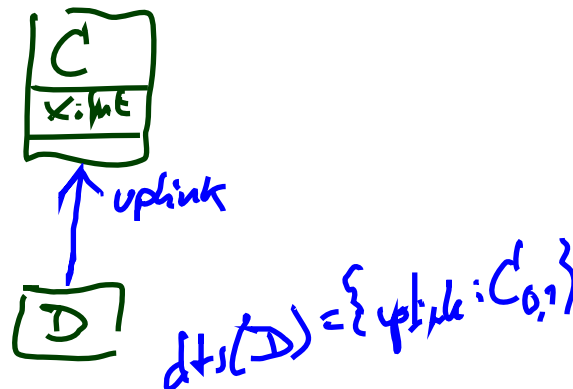 C
x:int
uplink
D
dts(D)={uplink:C₀,₁}